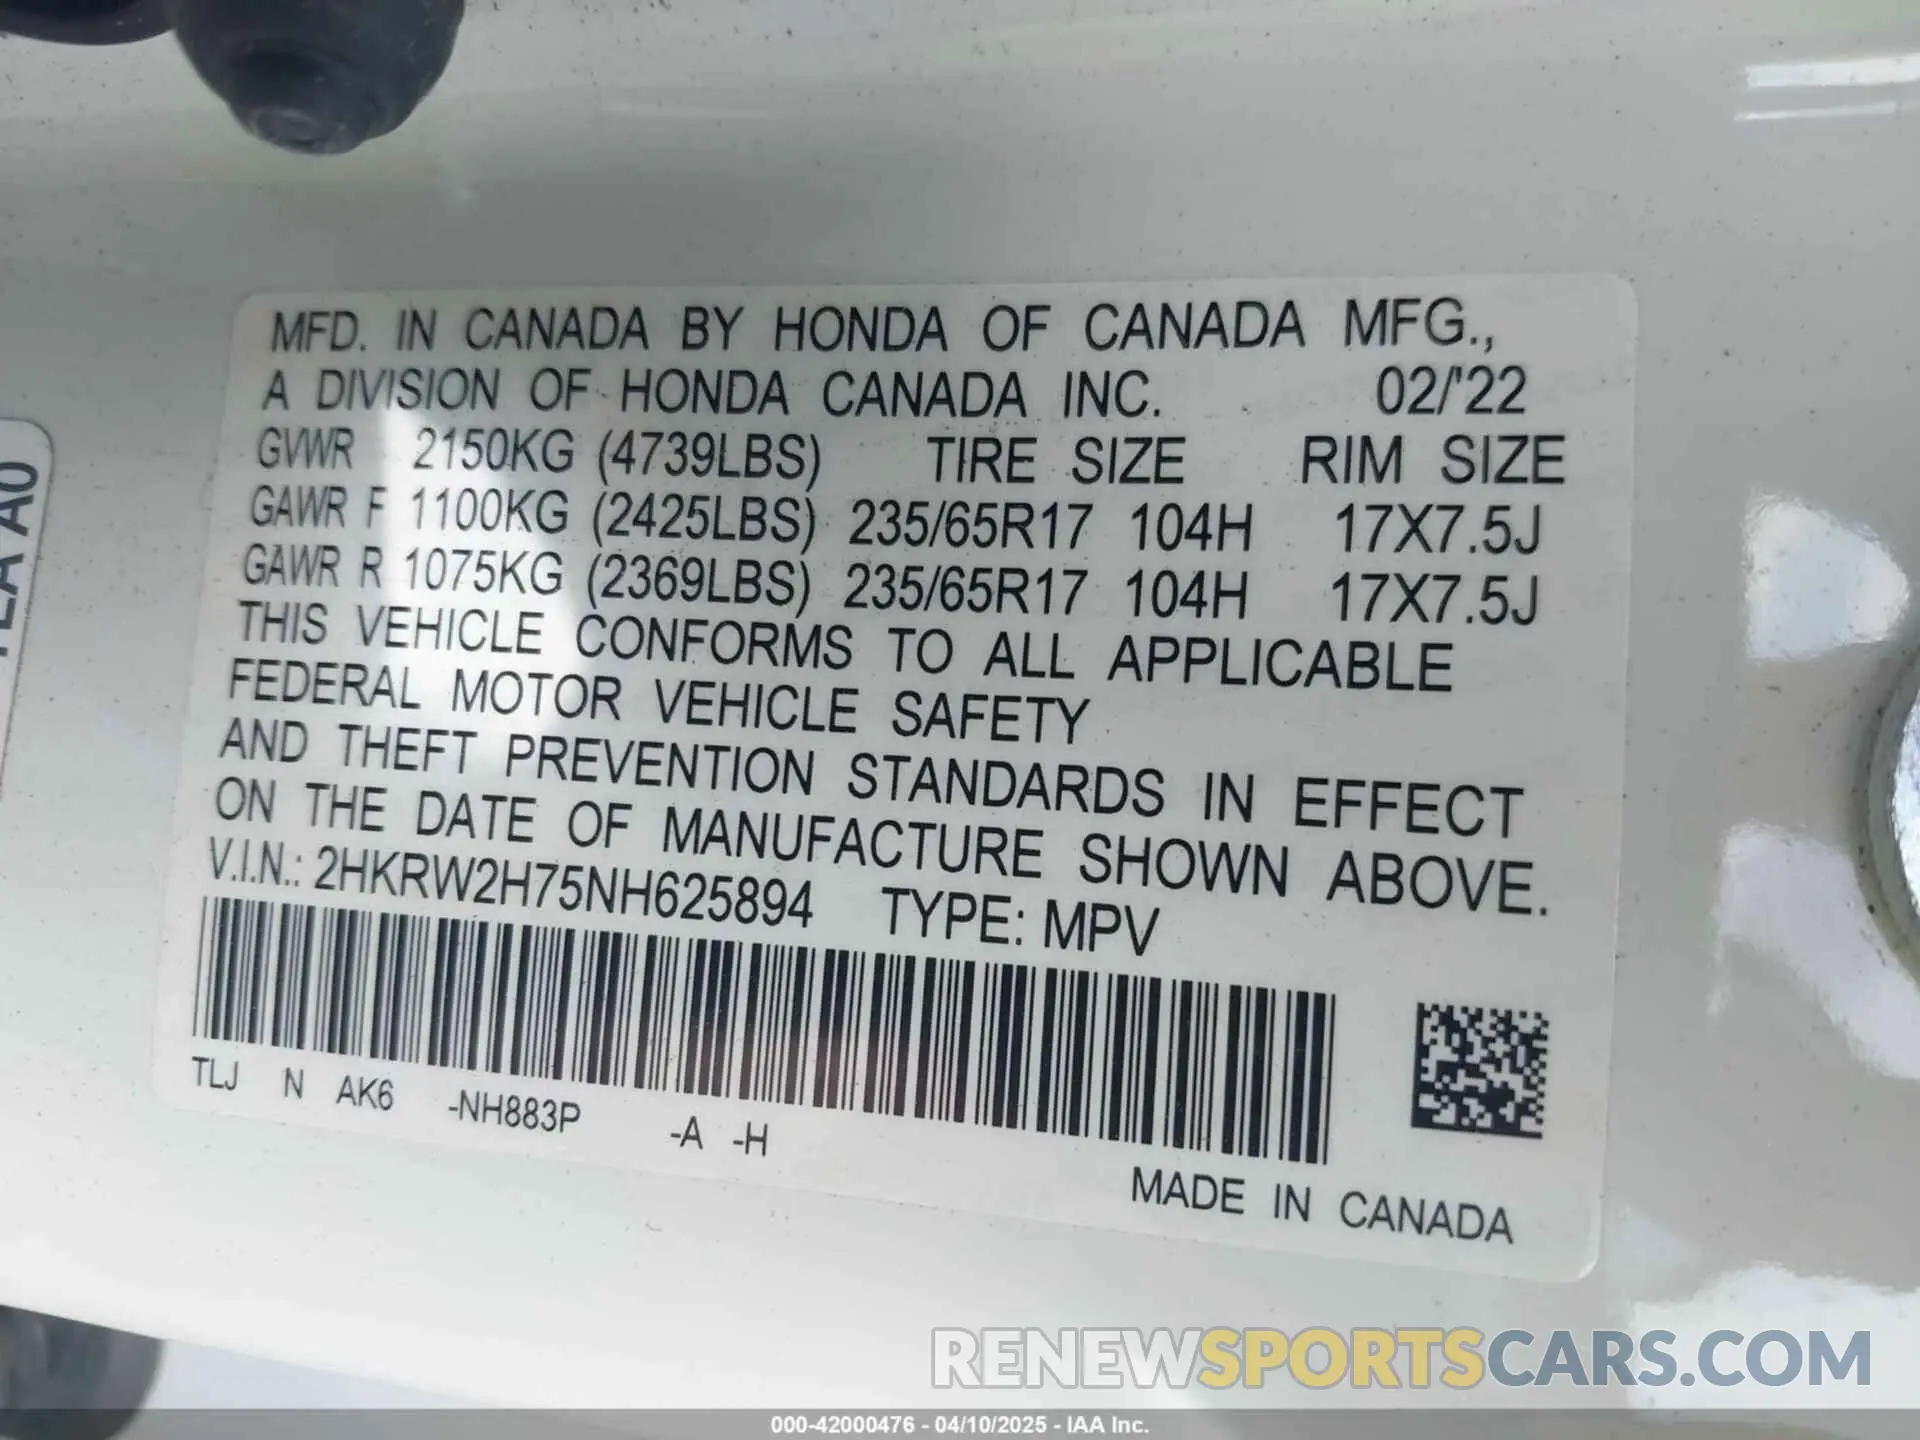 MFD. IN CANADA BY HONDA OF CANADA MFG.,
A DIVISION OF HONDA CANADA INC. 02/'22
GVWR 2150KG (4739LBS) TIRE SIZE RIM SIZE
GAWR F 1100KG (2425LBS) 235/65R17 104H 17X7.5J
GAWR R 1075KG (2369LBS) 235/65R17 104H 17X7.5J
THIS VEHICLE CONFORMS TO ALL APPLICABLE
FEDERAL MOTOR VEHICLE SAFETY
AND THEFT PREVENTION STANDARDS IN EFFECT
ON THE DATE OF MANUFACTURE SHOWN ABOVE.
V.I.N.: 2HKRW2H75NH625894 TYPE: MPV
TLJ N AK6 -NH883P -A -H
MADE IN CANADA
A0
RENEWSPORTSCARS.COM
000-42000476 - 04/10/2025 - IAA Inc.